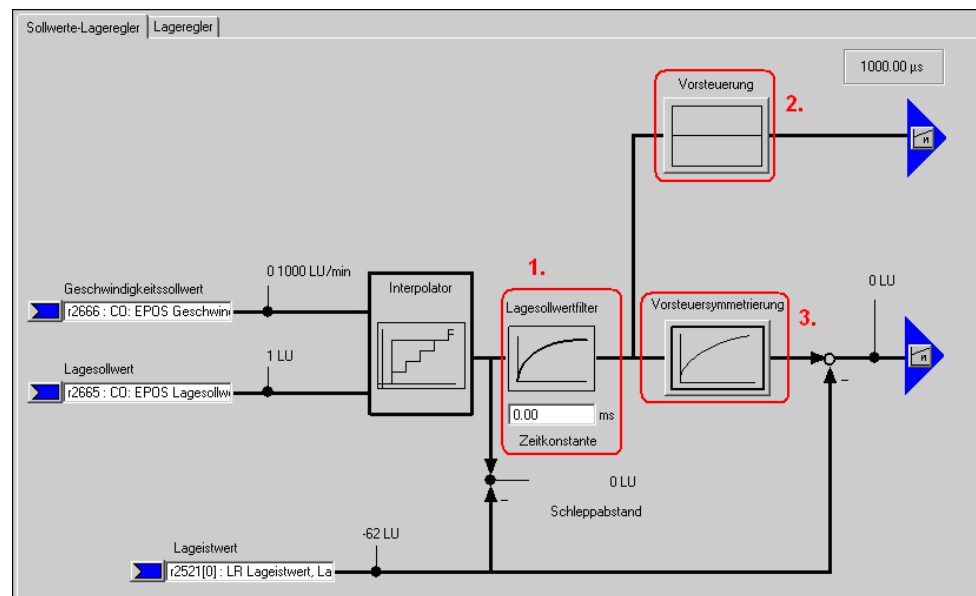 Sollwerte-Lageregler Lageregler
1000.00 µs
Vorsteuerung
2.
0 1000 LU/min
1.
Geschwindigkeitssollwert
r2666 : CO: EPOS Geschwin
Interpolator
Lagesollwertfilter
Vorsteuersymmetrierung
3.
0 LU
F
Lagesollwert
1 LU
r2665 : CO: EPOS Lagesollw
0.00 ms
Zeitkonstante
0 LU
Schleppabstand
Lageistwert
-62 LU
r2521[0] : LR Lageistwert, La